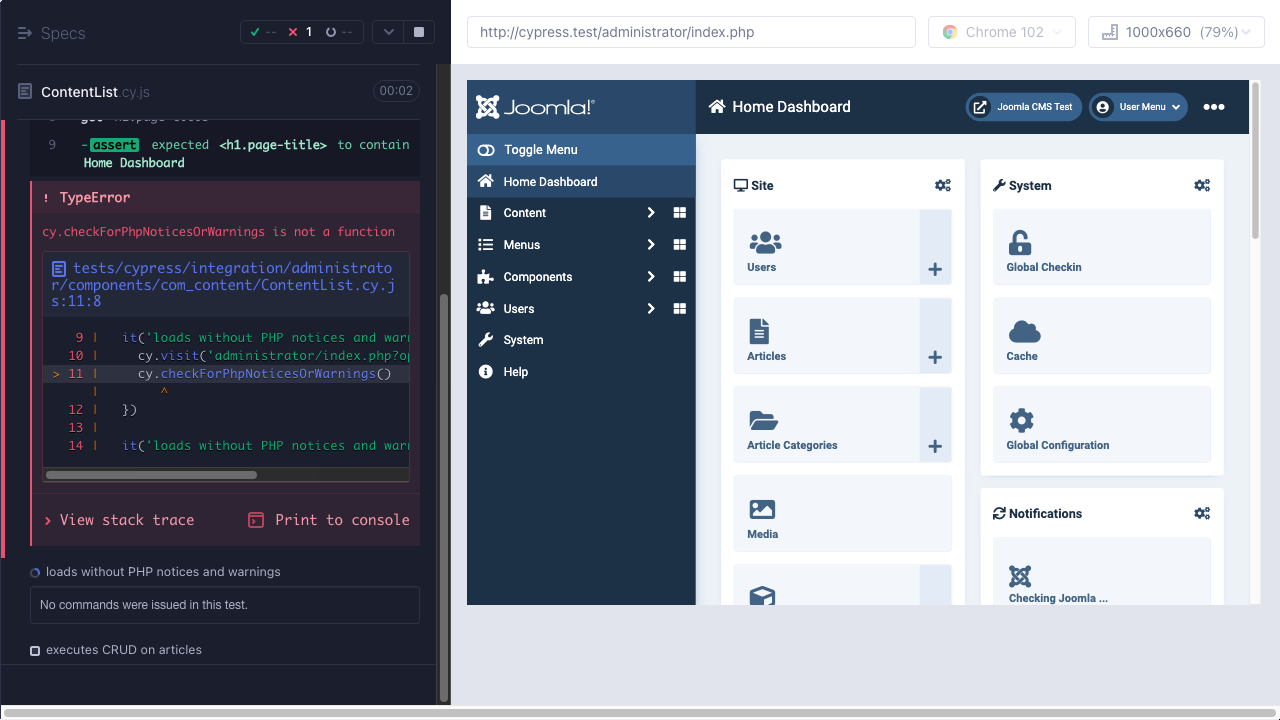 Specs
-- 1 --
ContentList.cy.js
00:02
9 -assert expected <h1.page-title> to contain
Home Dashboard
! TypeError
cy.checkForPhpNoticesOrWarnings is not a function
tests/cypress/integration/administrato
r/components/com_content/ContentList.cy.j
s:11:8
9 | it('loads without PHP notices and warn
10 | cy.visit('administrator/index.php?op
> 11 | cy.checkForPhpNoticesOrWarnings()
| ^
12 | })
13 |
14 | it('loads without PHP notices and warn
View stack trace
Print to console
loads without PHP notices and warnings
No commands were issued in this test.
executes CRUD on articles
http://cypress.test/administrator/index.php
Chrome 102
1000x660 (79%)
Joomla!®
Home Dashboard
Joomla CMS Test
User Menu
Toggle Menu
Home Dashboard
Content
Menus
Components
Users
System
Help
Site
Users
Articles
Article Categories
Media
System
Global Checkin
Cache
Global Configuration
Notifications
Checking Joomla ...